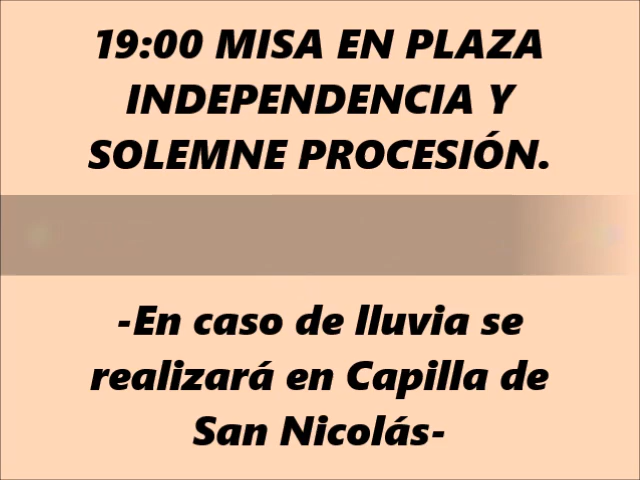 19:00 MISA EN PLAZA
INDEPENDENCIA Y
SOLEMNE PROCESIÓN.
-En caso de lluvia se
realizará en Capilla de
San Nicolás-